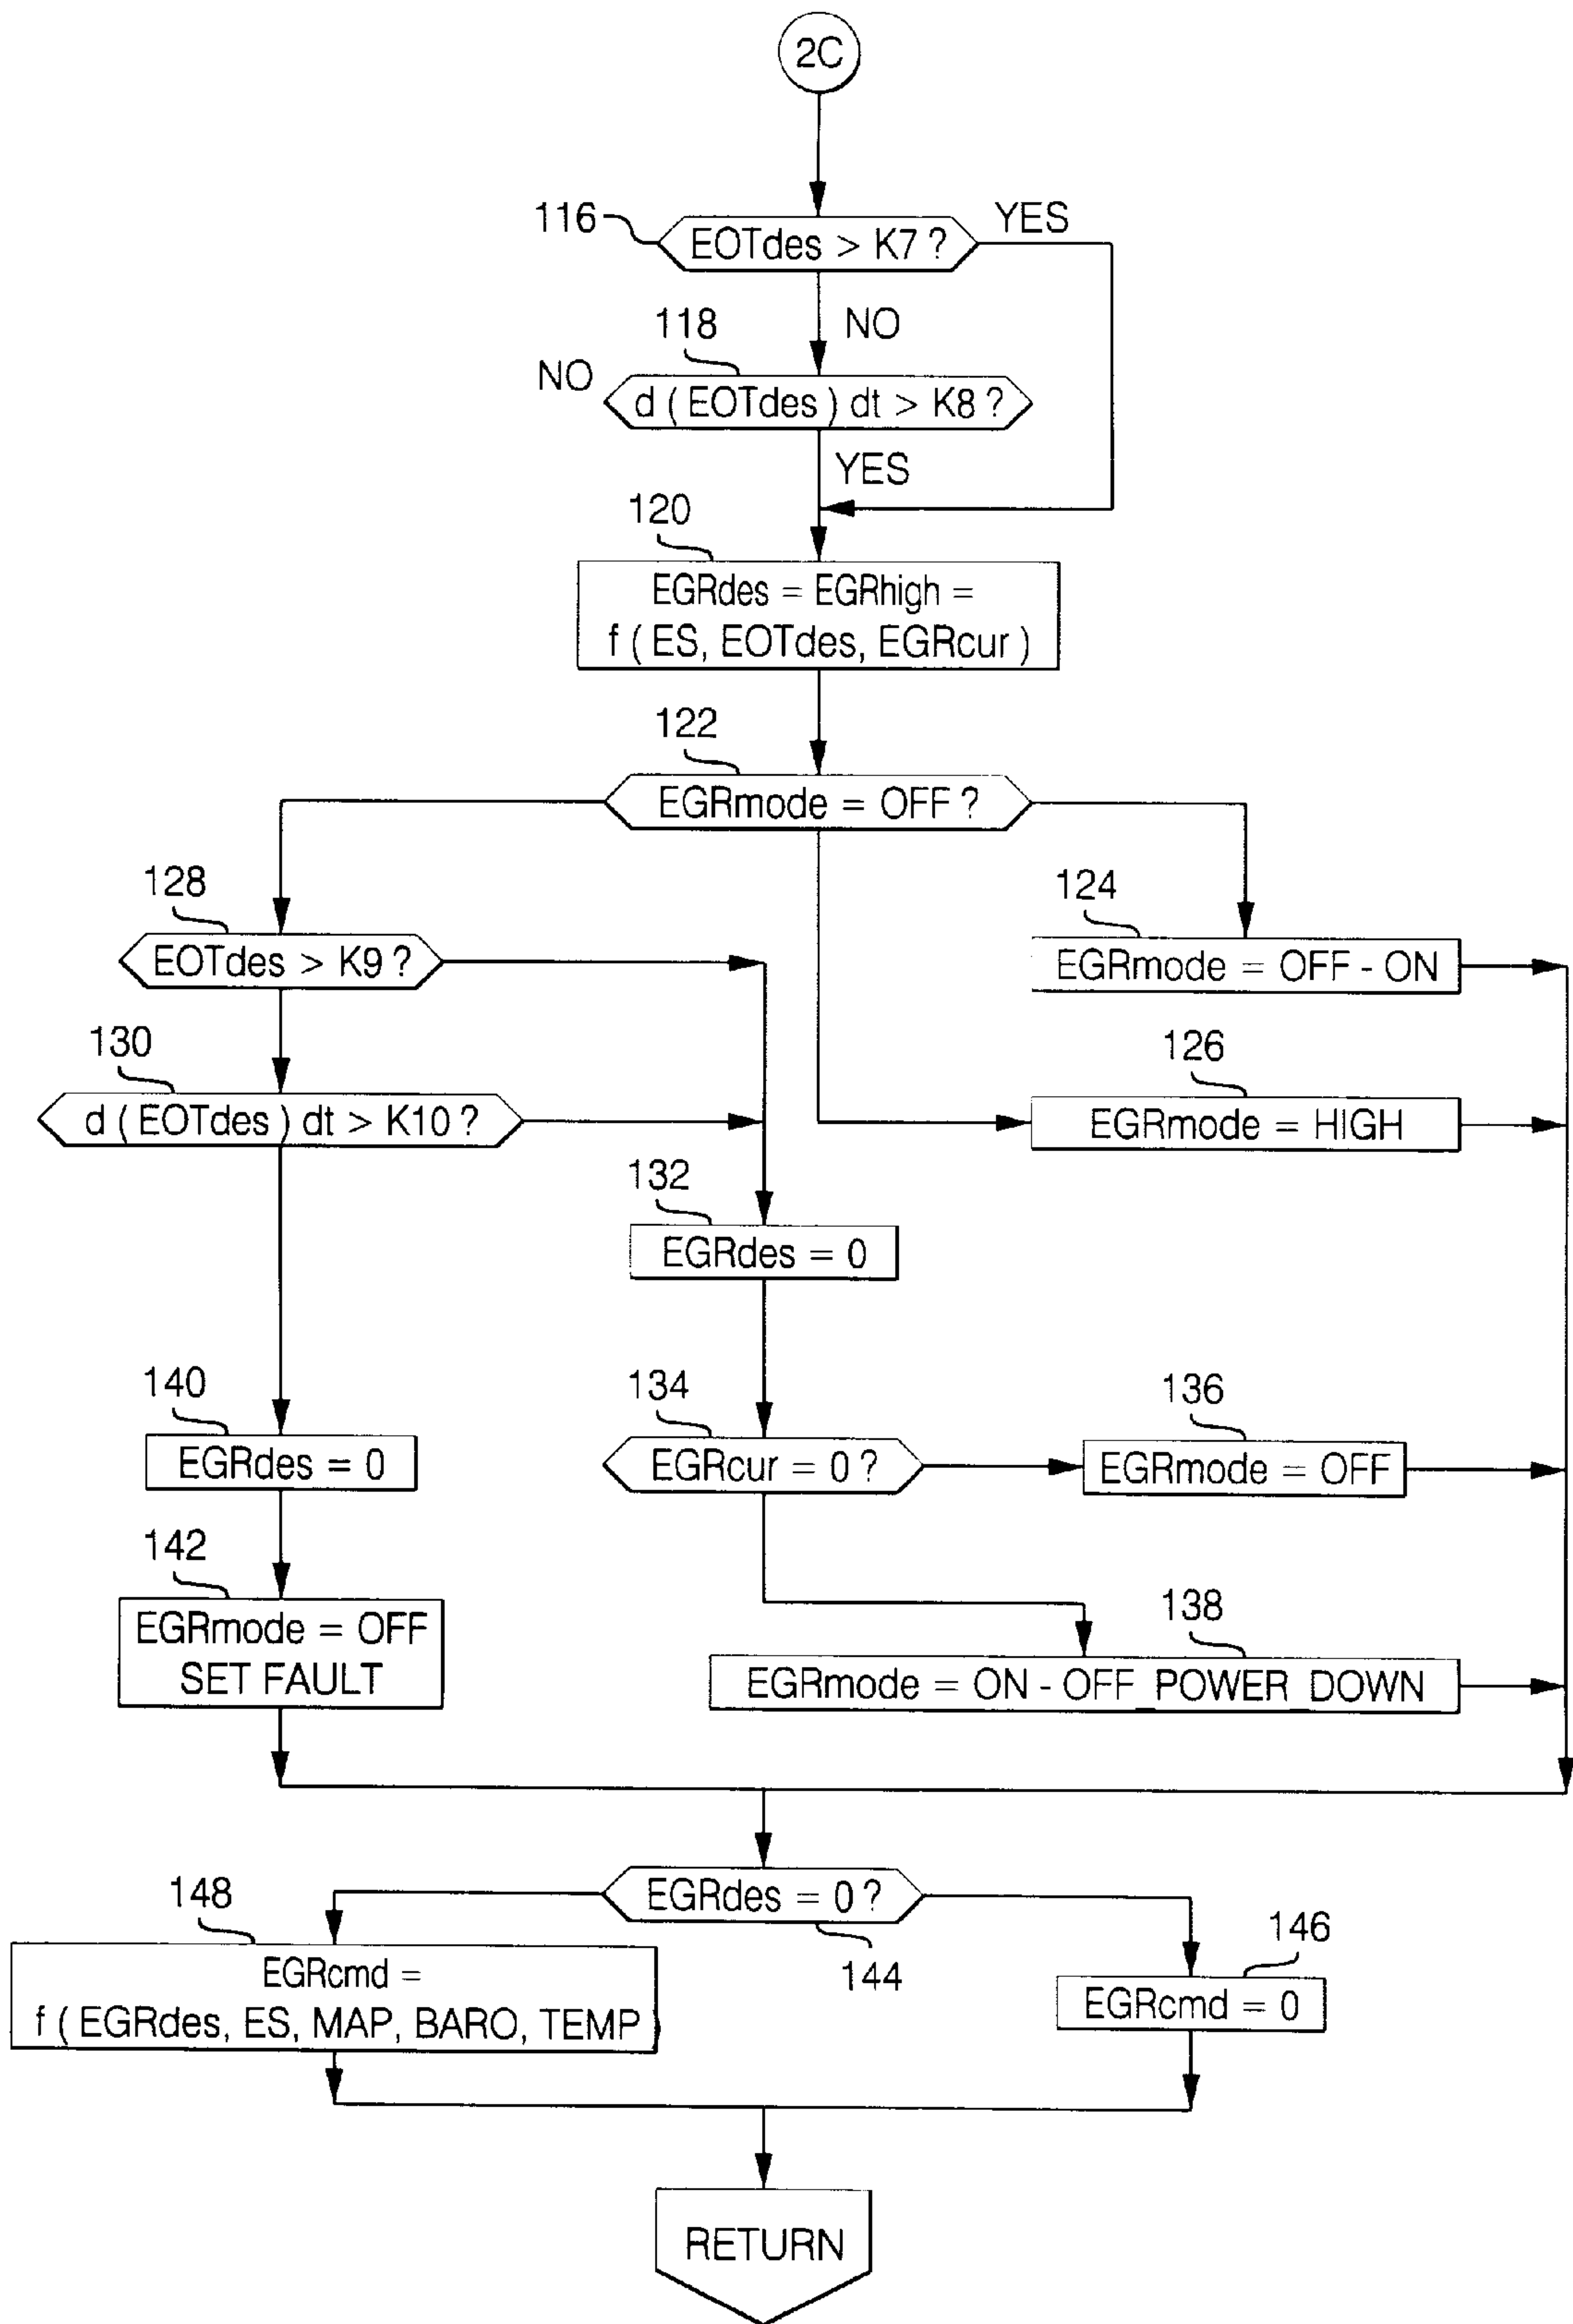 2C
116
EOTdes > K7 ?
YES
118
NO
NO
d ( EOTdes ) dt > K8 ?
YES
120
EGRdes = EGRhigh =
f ( ES, EOTdes, EGRcur )
122
EGRmode = OFF ?
128
EOTdes > K9 ?
124
EGRmode = OFF - ON
130
d ( EOTdes ) dt > K10 ?
126
EGRmode = HIGH
132
EGRdes = 0
140
EGRdes = 0
134
EGRcur = 0 ?
136
EGRmode = OFF
142
EGRmode = OFF
SET FAULT
138
EGRmode = ON - OFF_POWER_DOWN
EGRdes = 0 ?
144
148
EGRcmd =
f ( EGRdes, ES, MAP, BARO, TEMP )
146
EGRcmd = 0
RETURN